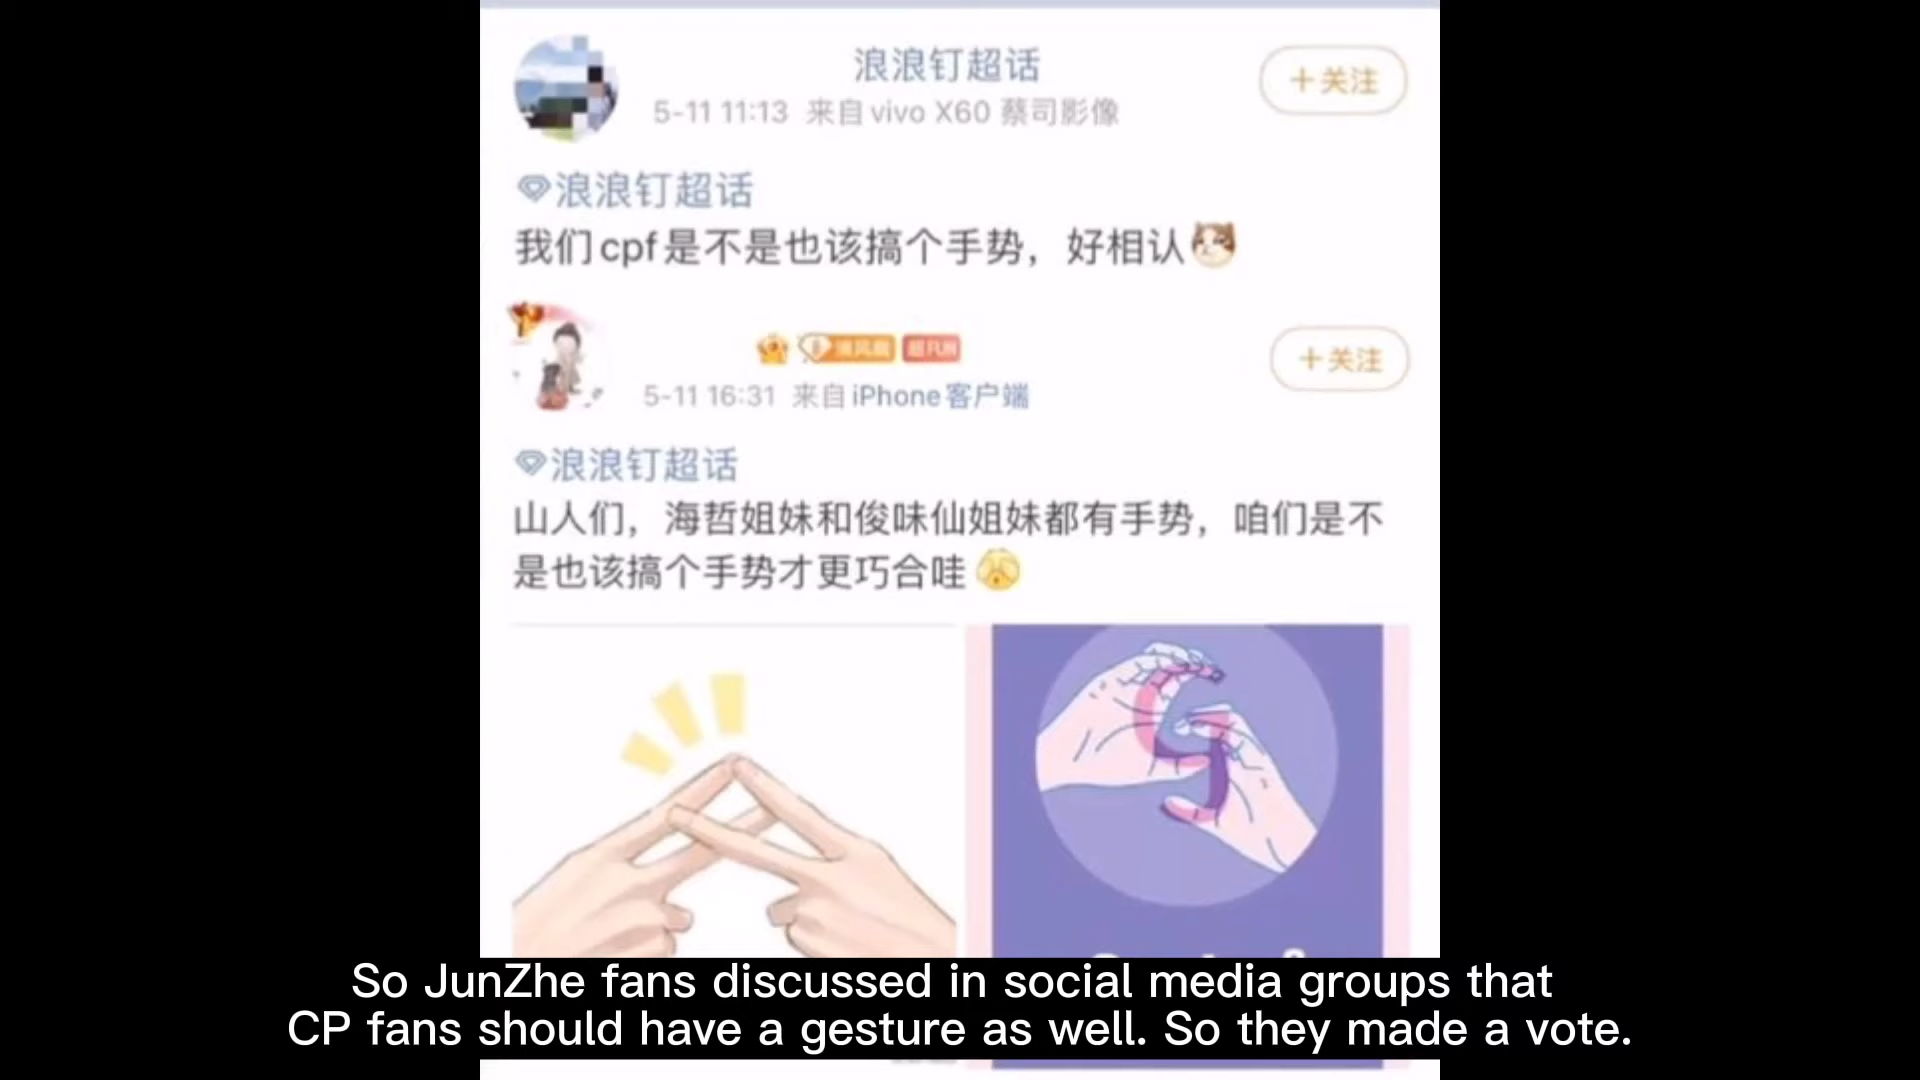 浪浪钉超话
+关注
5-11 11:13 来自 vivo X60 蔡司影像
浪浪钉超话
我们cpf是不是也该搞个手势，好相认
+关注
5-11 16:31 来自 iPhone客户端
浪浪钉超话
山人们，海哲姐妹和俊味仙姐妹都有手势，咱们是不
是也该搞个手势才更巧合哇
So JunZhe fans discussed in social media groups that
CP fans should have a gesture as well. So they made a vote.